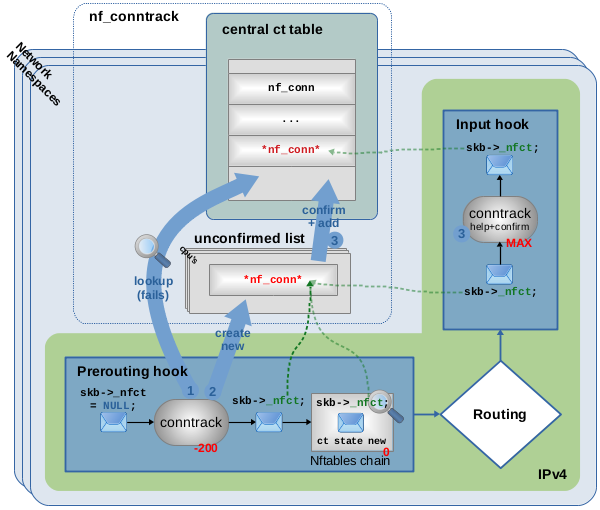 nf_conntrack
central ct table
Network
Namespaces
nf_conn
...
*nf_conn*
Input hook
skb->_nfct;
conntrack
help+confirm
3
MAX
skb->_nfct;
confirm
+ add
3
unconfirmed list
cpu's
*nf_conn*
lookup
(fails)
create
new
Prerouting hook
skb->_nfct
= NULL;
1
2
conntrack
-200
skb->_nfct;
skb->_nfct;
ct state new
0
Nftables chain
Routing
IPv4